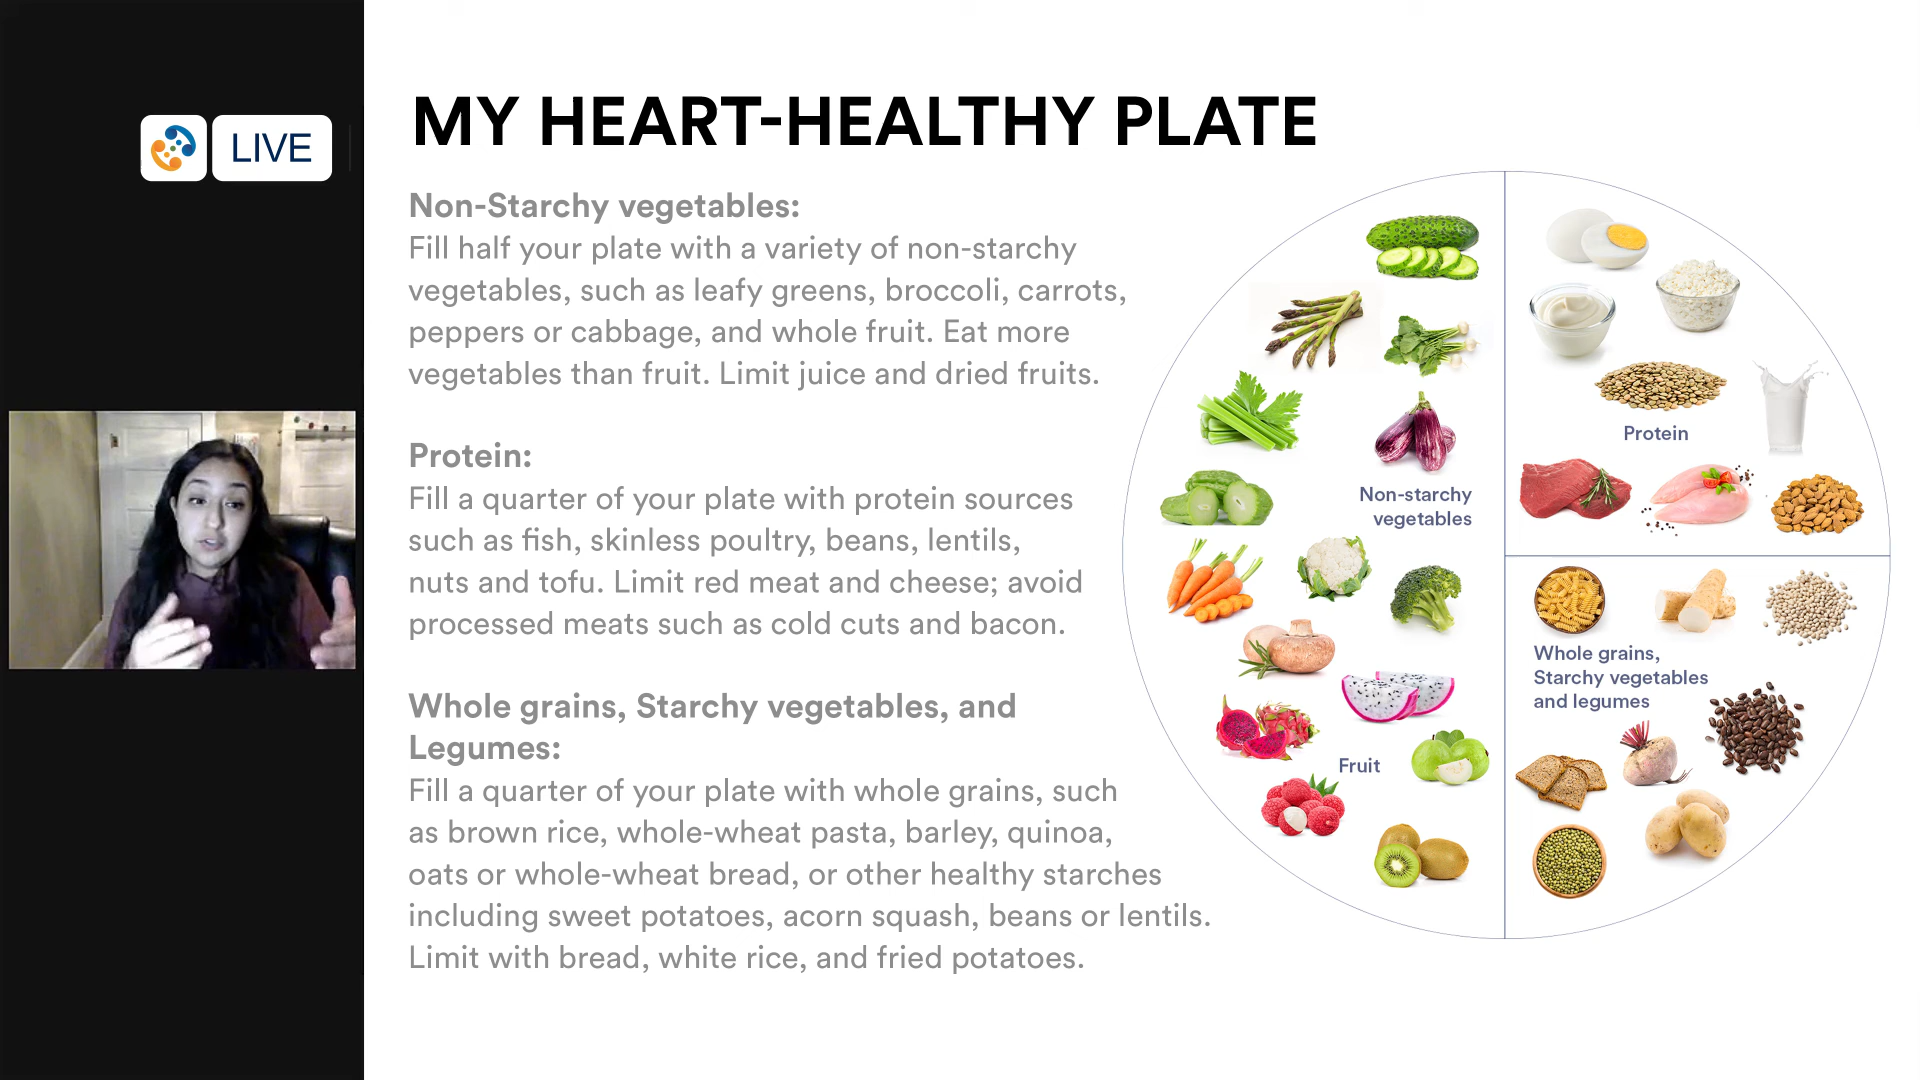 LIVE
MY HEART-HEALTHY PLATE
Non-Starchy vegetables:
Fill half your plate with a variety of non-starchy
vegetables, such as leafy greens, broccoli, carrots,
peppers or cabbage, and whole fruit. Eat more
vegetables than fruit. Limit juice and dried fruits.
Protein:
Fill a quarter of your plate with protein sources
such as fish, skinless poultry, beans, lentils,
nuts and tofu. Limit red meat and cheese; avoid
processed meats such as cold cuts and bacon.
Whole grains, Starchy vegetables, and
Legumes:
Fill a quarter of your plate with whole grains, such
as brown rice, whole-wheat pasta, barley, quinoa,
oats or whole-wheat bread, or other healthy starches
including sweet potatoes, acorn squash, beans or lentils.
Limit with bread, white rice, and fried potatoes.
Non-starchy
vegetables
Fruit
Protein
Whole grains,
Starchy vegetables
and legumes